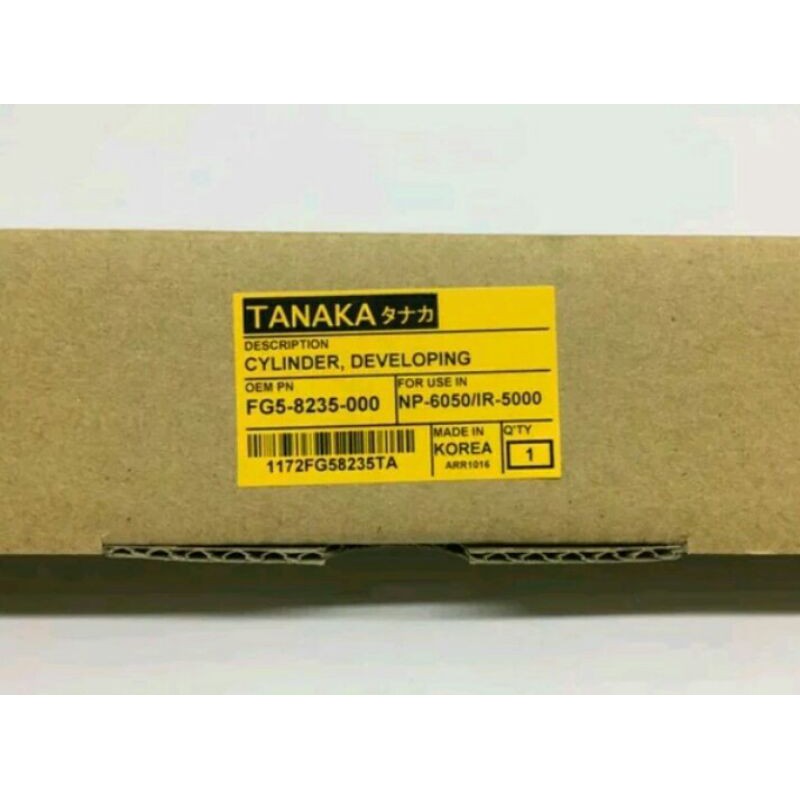 TANAKA タナカ
DESCRIPTION
CYLINDER, DEVELOPING
OEM PN
FG5-8235-000
FOR USE IN
NP-6050/IR-5000
1172FG58235TA
MADE IN
KOREA
ARR1016
Q'TY
1